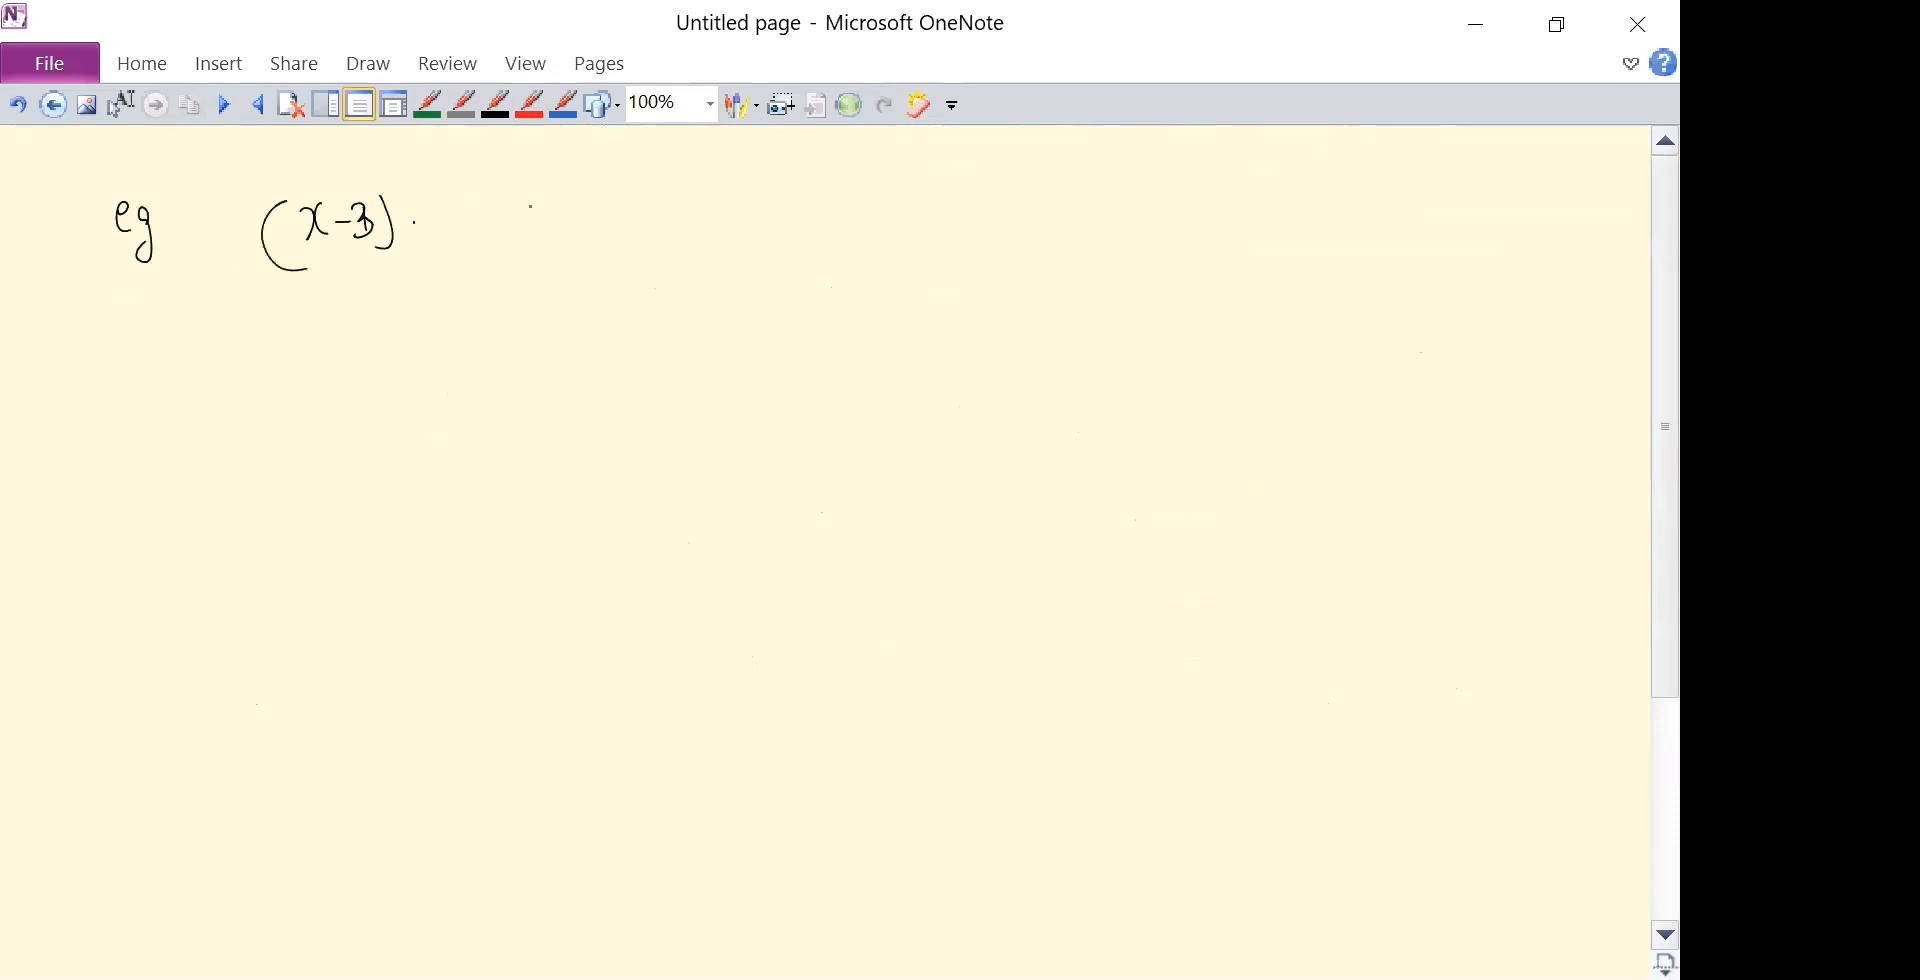 Untitled page - Microsoft OneNote
File Home Insert Share Draw Review View Pages
100%
eg (x-3).